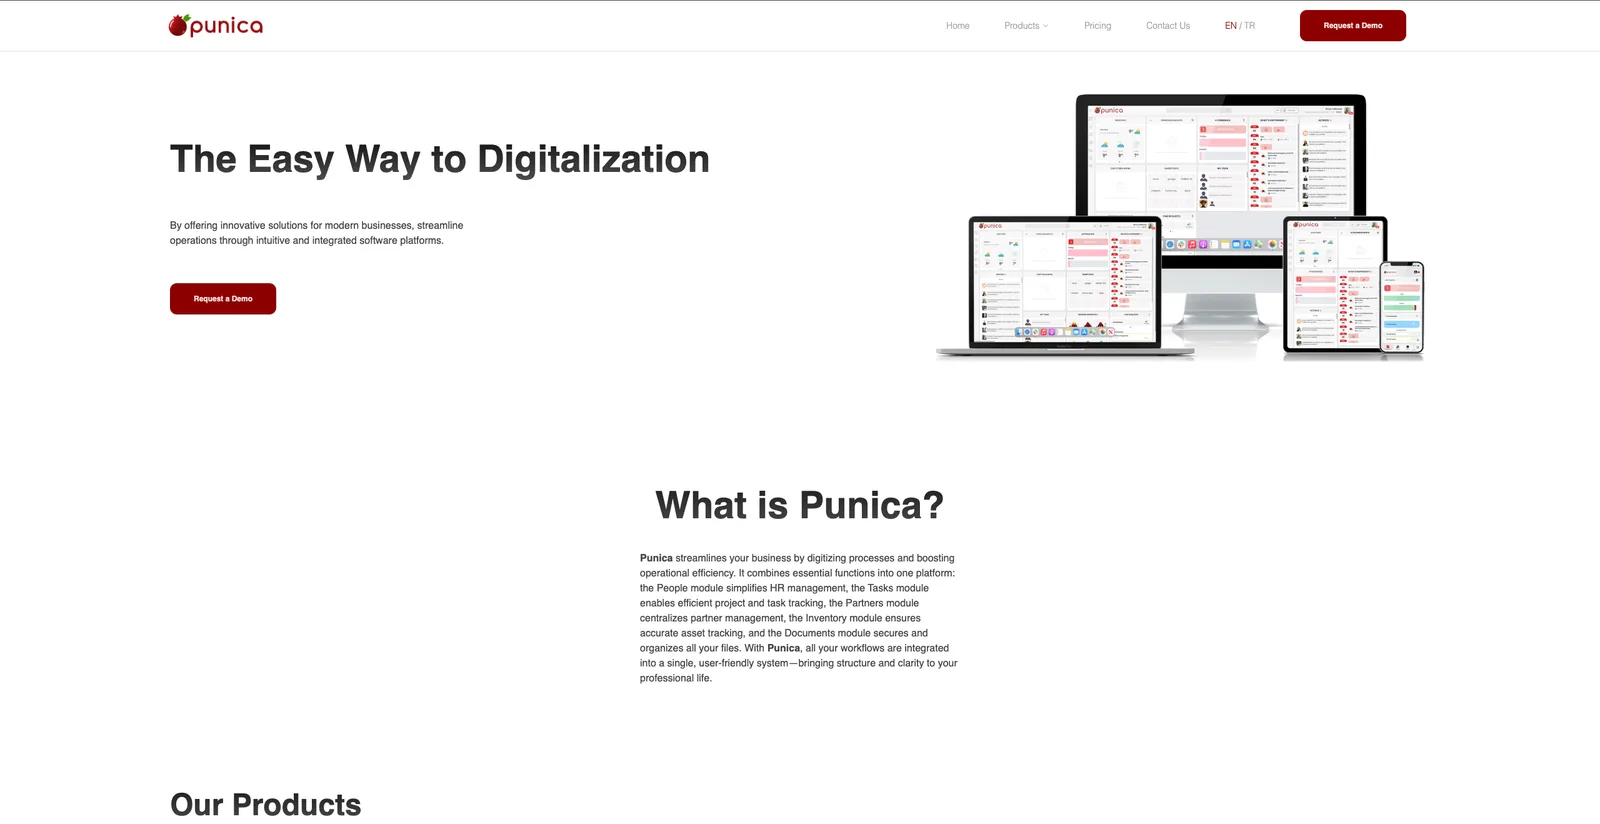 punica
Home
Products
Pricing
Contact Us
EN / TR
Request a Demo
The Easy Way to Digitalization
By offering innovative solutions for modern businesses, streamline
operations through intuitive and integrated software platforms.
Request a Demo
punica
punica
punica
What is Punica?
Punica streamlines your business by digitizing processes and boosting
operational efficiency. It combines essential functions into one platform:
the People module simplifies HR management, the Tasks module
enables efficient project and task tracking, the Partners module
centralizes partner management, the Inventory module ensures
accurate asset tracking, and the Documents module secures and
organizes all your files. With Punica, all your workflows are integrated
into a single, user-friendly system—bringing structure and clarity to your
professional life.
Our Products